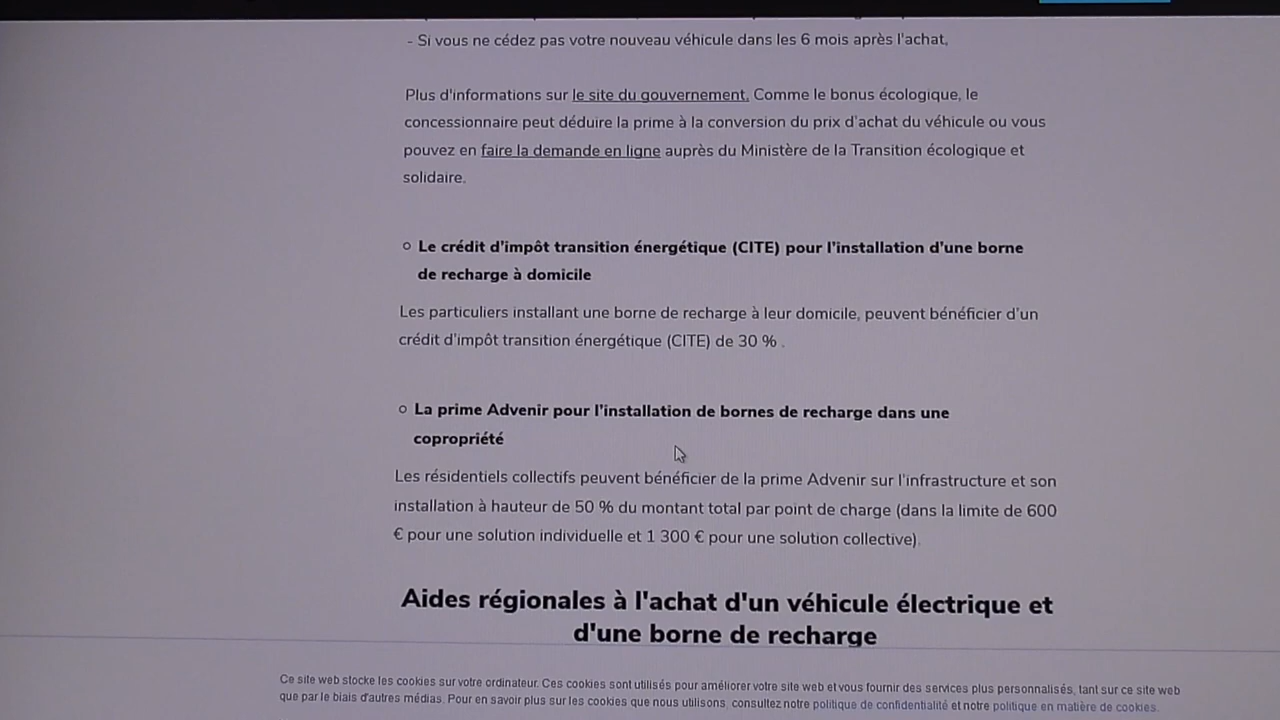 - Si vous ne cédez pas votre nouveau véhicule dans les 6 mois après l'achat,
Plus d'informations sur le site du gouvernement. Comme le bonus écologique, le
concessionnaire peut déduire la prime à la conversion du prix d'achat du véhicule ou vous
pouvez en faire la demande en ligne auprès du Ministère de la Transition écologique et
solidaire.
Le crédit d'impôt transition énergétique (CITE) pour l'installation d'une borne
de recharge à domicile
Les particuliers installant une borne de recharge à leur domicile, peuvent bénéficier d'un
crédit d'impôt transition énergétique (CITE) de 30 % .
La prime Advenir pour l'installation de bornes de recharge dans une
copropriété
Les résidentiels collectifs peuvent bénéficier de la prime Advenir sur l'infrastructure et son
installation à hauteur de 50 % du montant total par point de charge (dans la limite de 600
€ pour une solution individuelle et 1 300 € pour une solution collective).
Aides régionales à l'achat d'un véhicule électrique et
d'une borne de recharge
Ce site web stocke les cookies sur votre ordinateur. Ces cookies sont utilisés pour améliorer votre site web et vous fournir des services plus personnalisés, tant sur ce site web
que par le biais d'autres médias. Pour en savoir plus sur les cookies que nous utilisons, consultez notre politique de confidentialité et notre politique en matière de cookies.